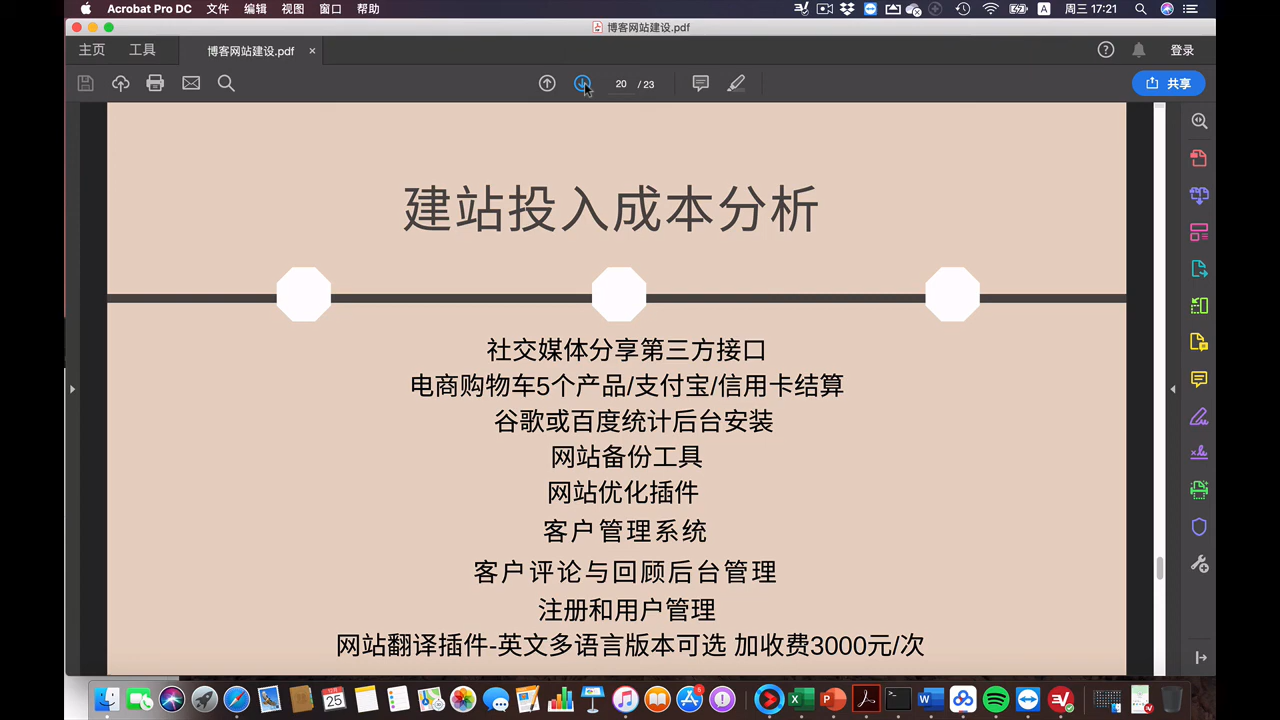 Acrobat Pro DC 文件 编辑 视图 窗口 帮助 周三 17:21
博客网站建设.pdf
主页 工具 博客网站建设.pdf × 登录
20 / 23 共享
建站投入成本分析
社交媒体分享第三方接口
电商购物车5个产品/支付宝/信用卡结算
谷歌或百度统计后台安装
网站备份工具
网站优化插件
客户管理系统
客户评论与回顾后台管理
注册和用户管理
网站翻译插件-英文多语言版本可选 加收费3000元/次